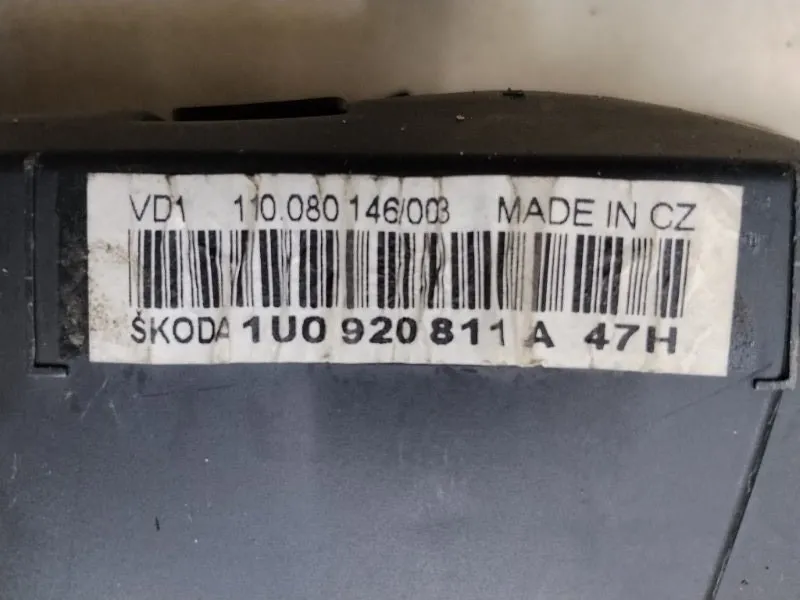 VD1 110.080 146/003 MADE IN CZ
ŠKODA 1U0 920 811 A 47H